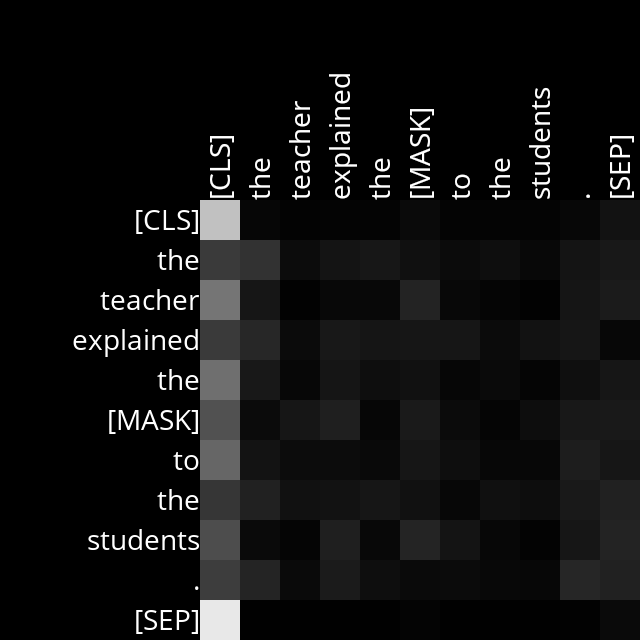 [CLS] the teacher explained the [MASK] to the students . [SEP]
[CLS]
the
teacher
explained
the
[MASK]
to
the
students
.
[SEP]